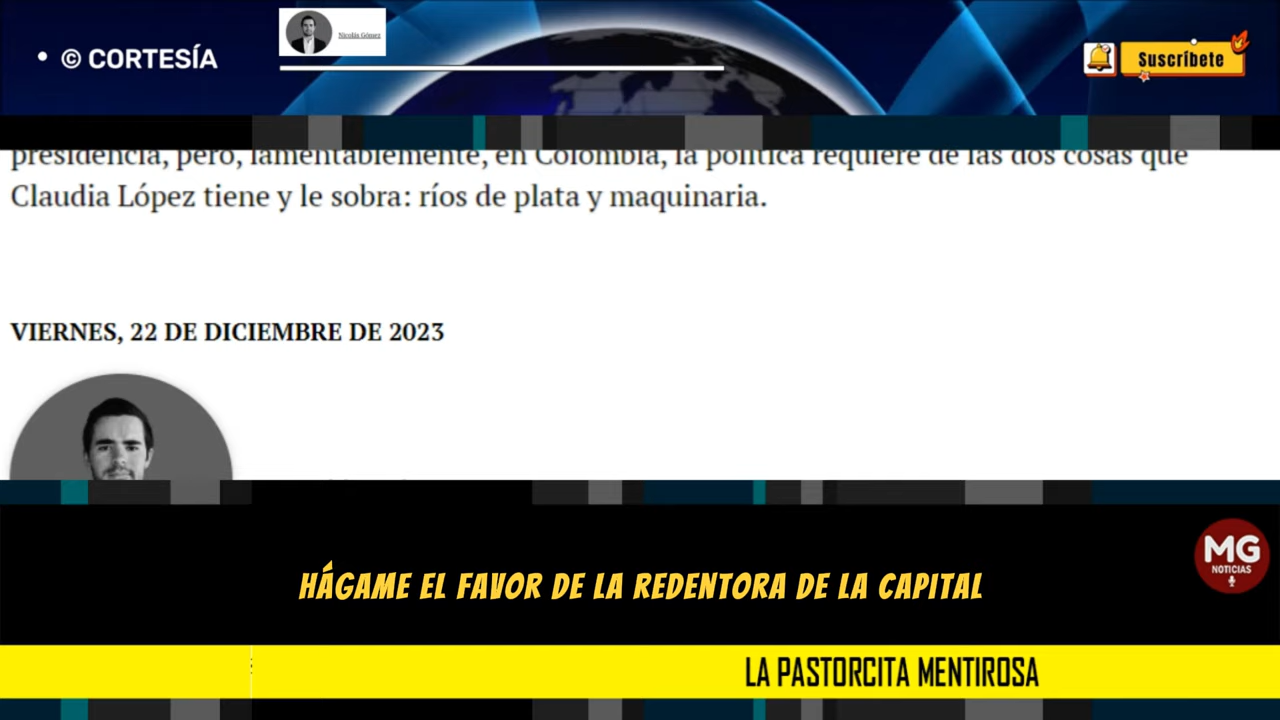 • © CORTESÍA
Nicolás Gómez
Suscríbete
presidencia, pero, lamentablemente, en Colombia, la política requiere de las dos cosas que
Claudia López tiene y le sobra: ríos de plata y maquinaria.
VIERNES, 22 DE DICIEMBRE DE 2023
MG
NOTICIAS
HÁGAME EL FAVOR DE LA REDENTORA DE LA CAPITAL
LA PASTORCITA MENTIROSA